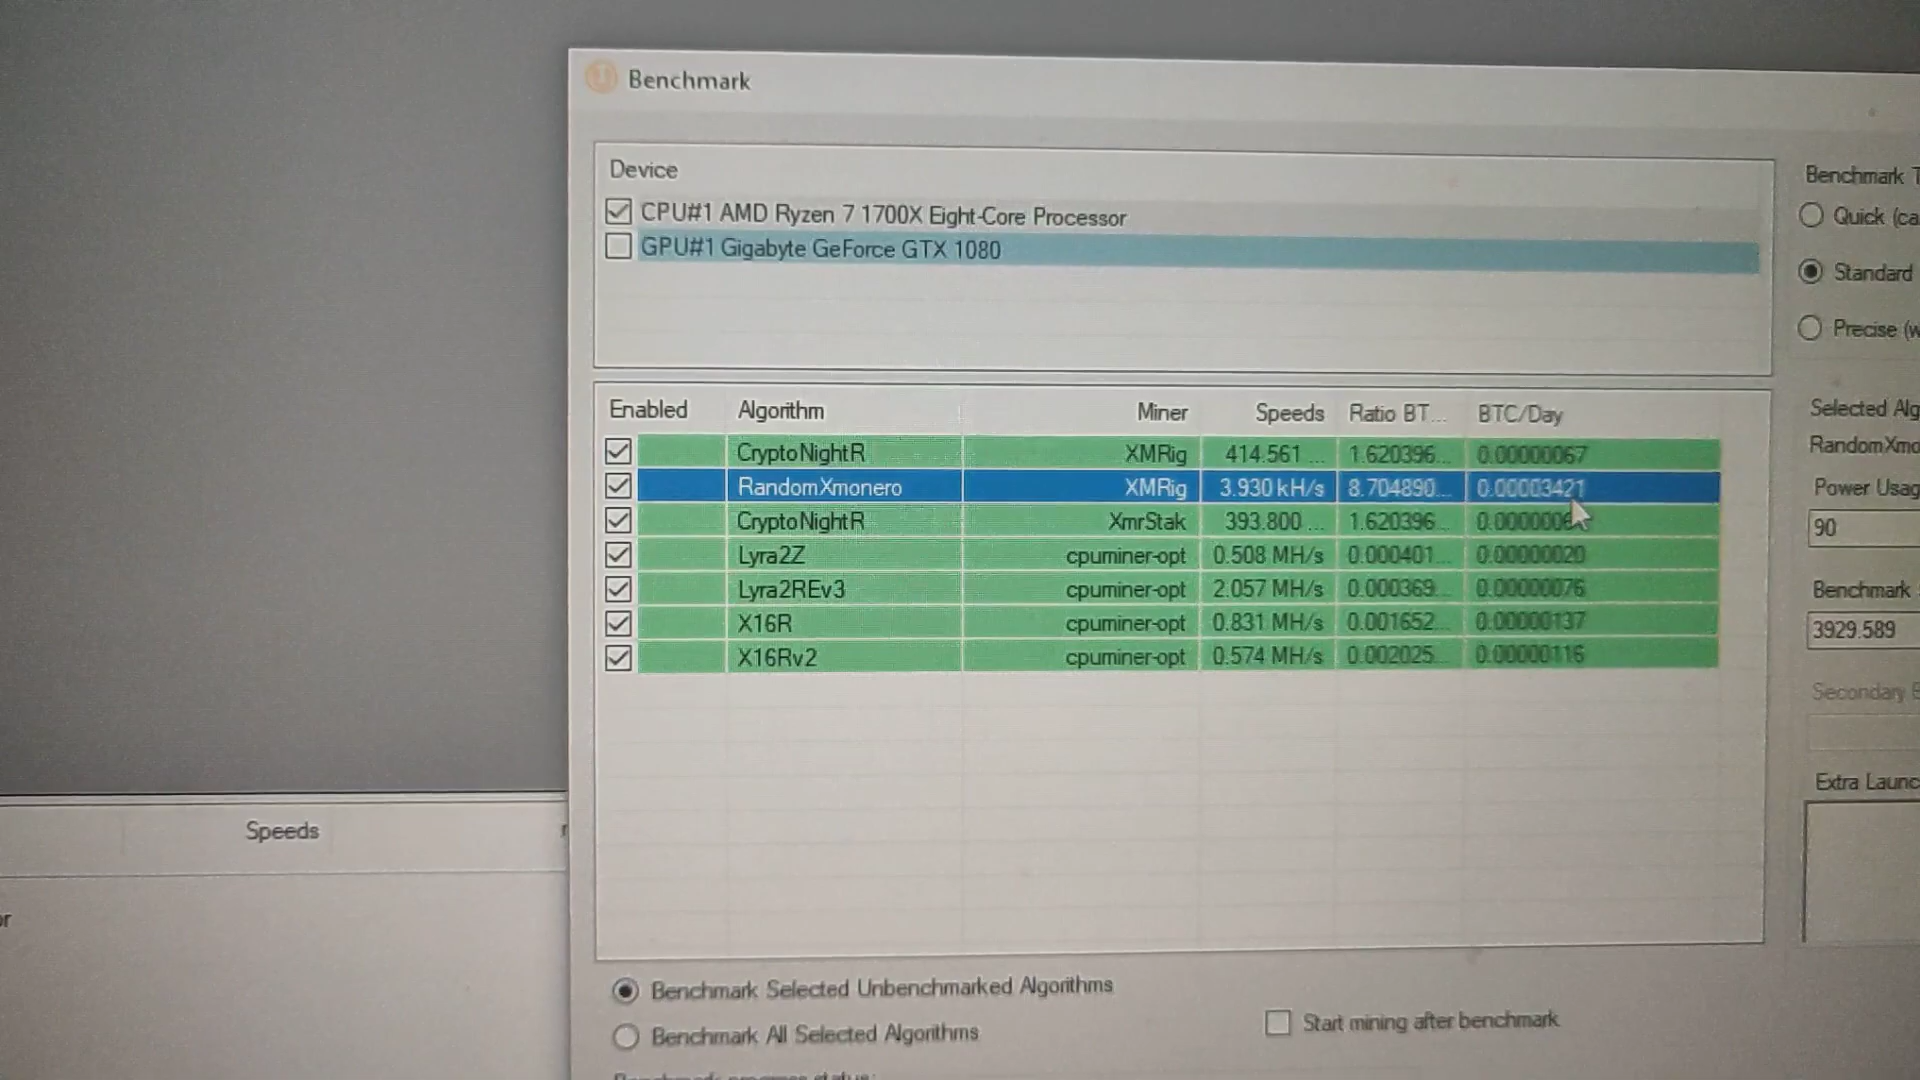 Benchmark
Device
CPU#1 AMD Ryzen 7 1700X Eight-Core Processor
GPU#1 Gigabyte GeForce GTX 1080
Benchmark T
Quick (ca
Standard
Precise (w
Enabled Algorithm Miner Speeds Ratio BT... BTC/Day
CryptoNightR XMRig 414.561 ... 1.620396... 0.00000067
RandomXmonero XMRig 3.930 kH/s 8.704890... 0.00003421
CryptoNightR XmrStak 393.800 ... 1.620396...
Lyra2Z cpuminer-opt 0.508 MH/s 0.000401... 0.00000020
Lyra2REv3 cpuminer-opt 2.057 MH/s 0.000369... 0.00000076
X16R cpuminer-opt 0.831 MH/s 0.001652... 0.00000137
X16Rv2 cpuminer-opt 0.574 MH/s 0.002025... 0.00000116
Selected Alg
RandomXmo
Power Usag
90
Benchmark
3929.589
Secondary
Extra Launc
Speeds
or
Benchmark Selected Unbenchmarked Algorithms
Benchmark All Selected Algorithms
Start mining after benchmark